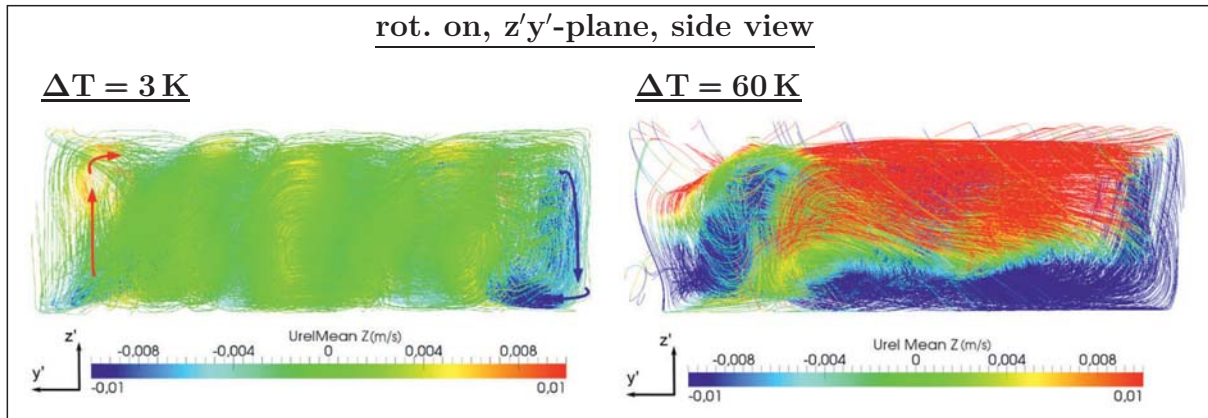 rot. on, z′y′-plane, side view
ΔT = 3 K
ΔT = 60 K
z'
y'
UrelMean Z(m/s)
-0.008 -0.004 0 0.004 0.008
-0.01 0,01
z'
y'
Urel Mean Z(m/s)
-0.008 -0.004 0 0.004 0.008
-0.01 0.01